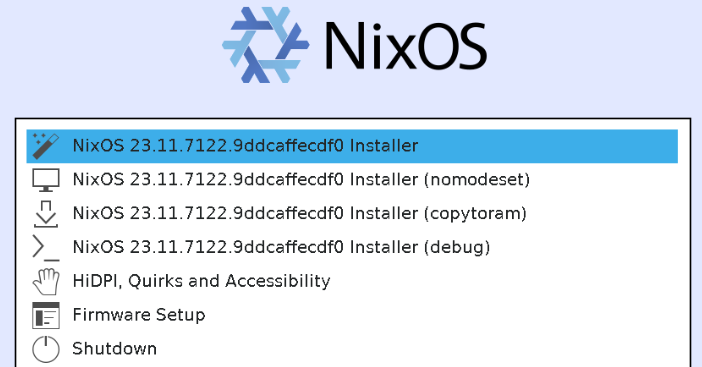 NixOS
NixOS 23.11.7122.9ddcaffecdf0 Installer
NixOS 23.11.7122.9ddcaffecdf0 Installer (nomodeset)
NixOS 23.11.7122.9ddcaffecdf0 Installer (copytoram)
NixOS 23.11.7122.9ddcaffecdf0 Installer (debug)
HiDPI, Quirks and Accessibility
Firmware Setup
Shutdown